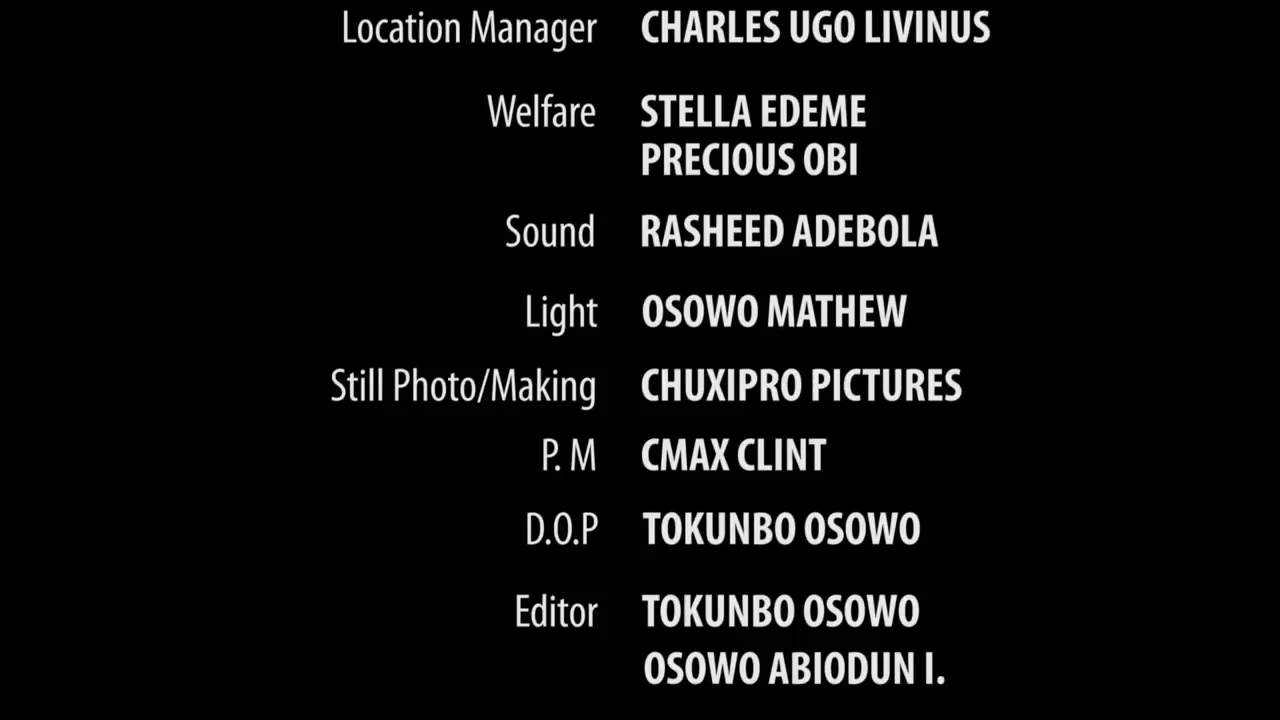 Location Manager CHARLES UGO LIVINUS
Welfare STELLA EDEME
PRECIOUS OBI
Sound RASHEED ADEBOLA
Light OSOWO MATHEW
Still Photo/Making CHUXIPRO PICTURES
P. M CMAX CLINT
D.O.P TOKUNBO OSOWO
Editor TOKUNBO OSOWO
OSOWO ABIODUN I.